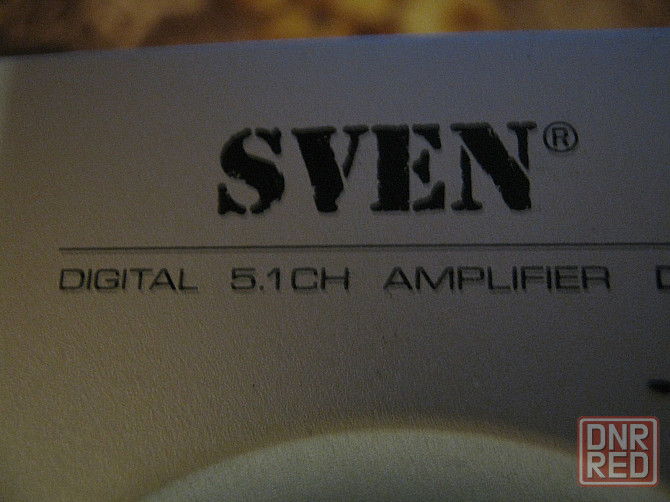 SVEN®
DIGITAL 5.1CH AMPLIFIER
DNR
RED